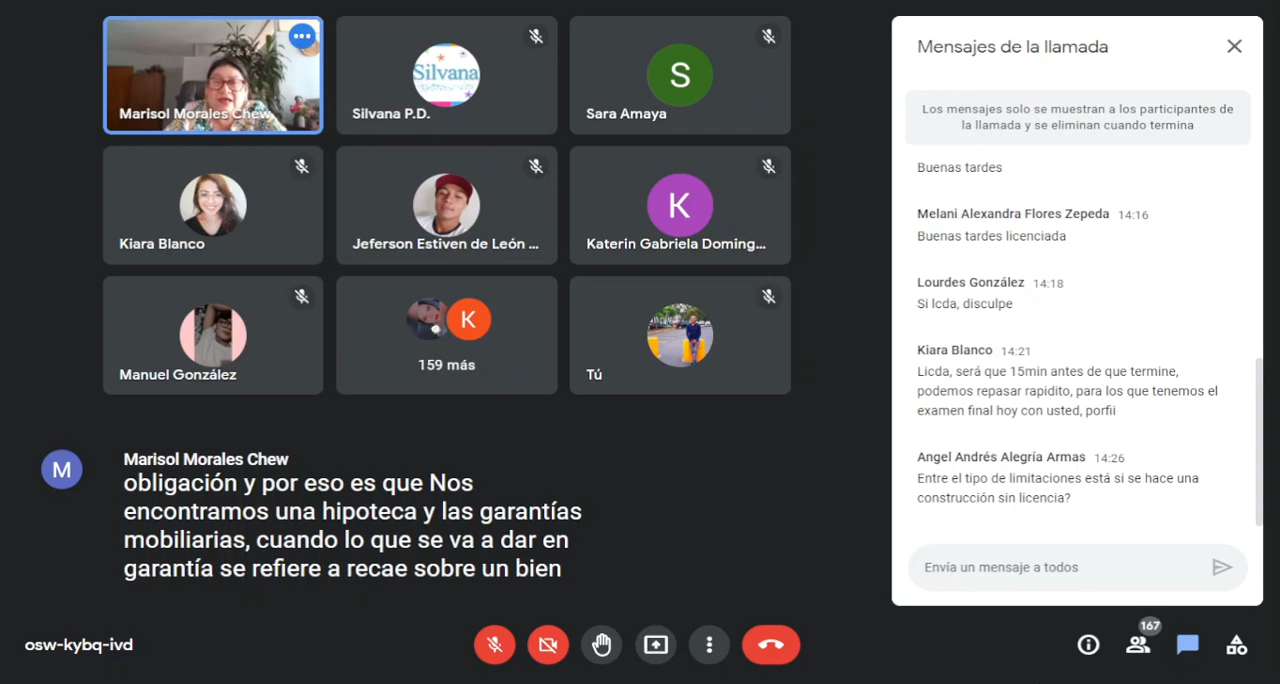 Marisol Morales Chew
Silvana
Silvana P.D.
S
Sara Amaya
Kiara Blanco
Jeferson Estiven de León ...
K
Katerin Gabriela Doming...
Manuel González
K
159 más
Tú
M
Marisol Morales Chew
obligación y por eso es que Nos
encontramos una hipoteca y las garantías
mobiliarias, cuando lo que se va a dar en
garantía se refiere a recae sobre un bien
Mensajes de la llamada
Los mensajes solo se muestran a los participantes de
la llamada y se eliminan cuando termina
Buenas tardes
Melani Alexandra Flores Zepeda 14:16
Buenas tardes licenciada
Lourdes González 14:18
Si lcda, disculpe
Kiara Blanco 14:21
Licda, será que 15min antes de que termine,
podemos repasar rapidito, para los que tenemos el
examen final hoy con usted, porfii
Angel Andrés Alegría Armas 14:26
Entre el tipo de limitaciones está si se hace una
construcción sin licencia?
Envía un mensaje a todos
osw-kybq-ivd
167